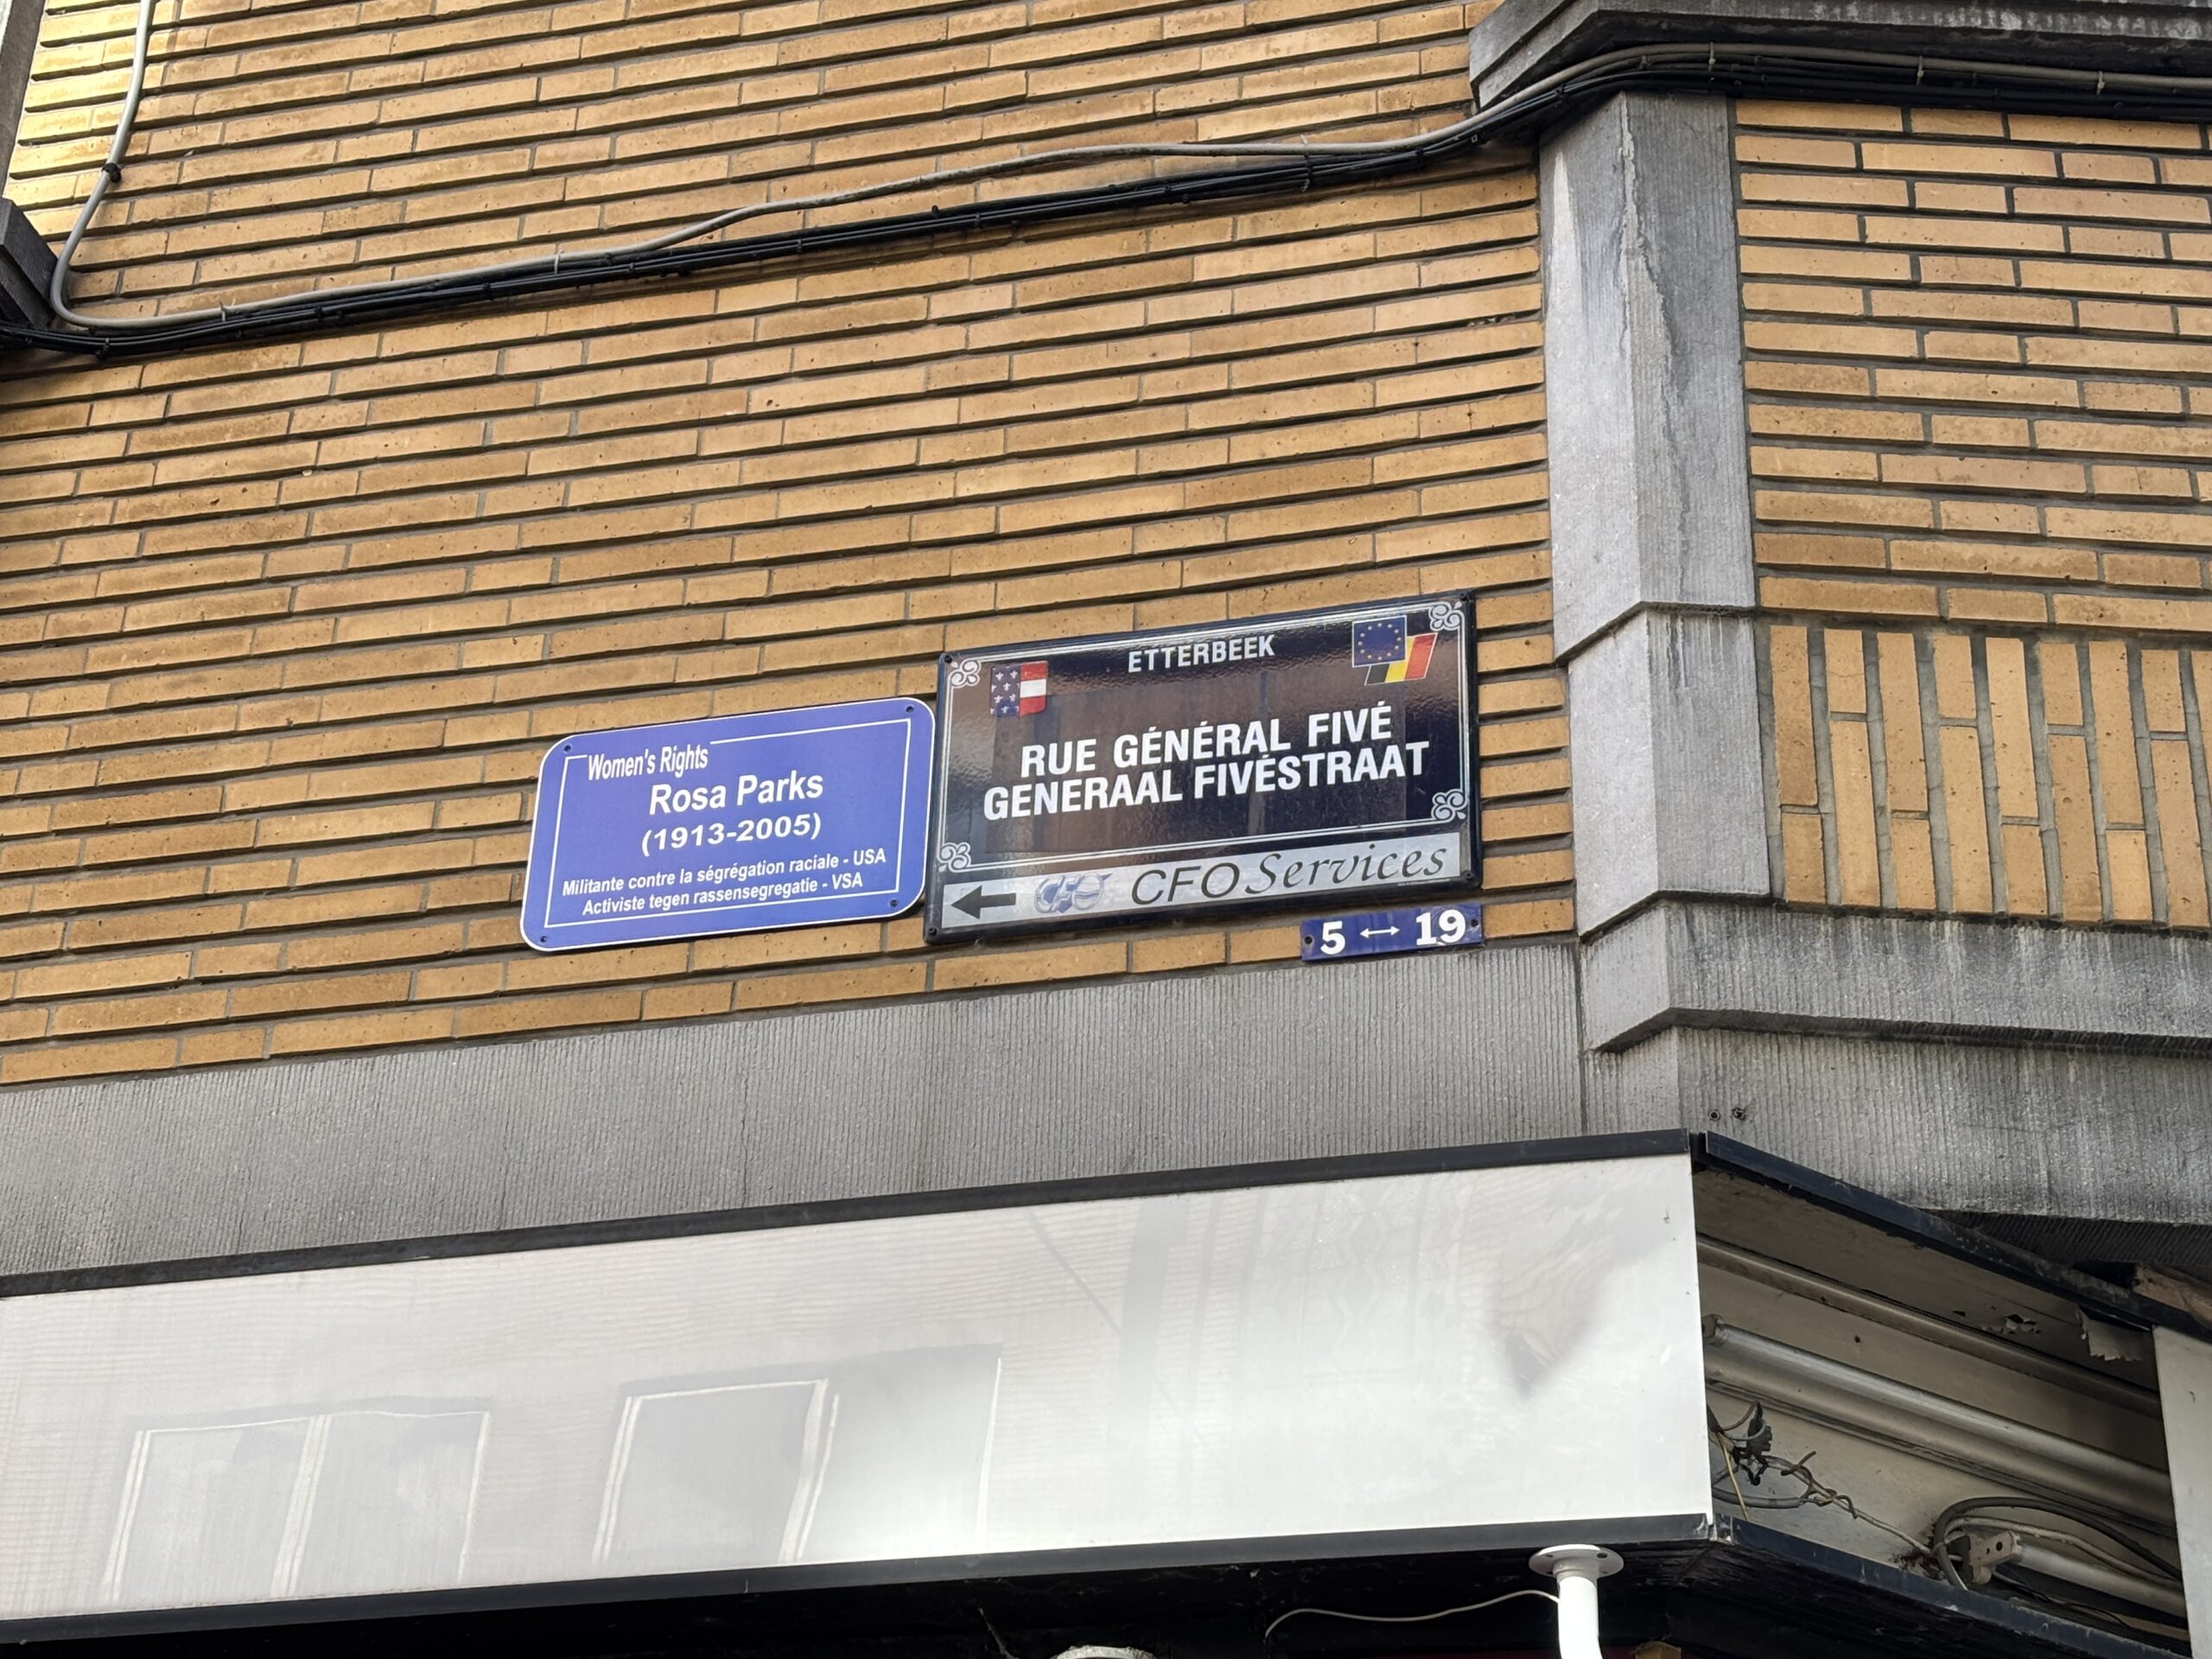 Women's Rights
Rosa Parks
(1913-2005)
Militante contre la ségrégation raciale - USA
Activiste tegen rassensegregatie - VSA
ETTERBEEK
RUE GÉNÉRAL FIVÉ
GENERAAL FIVÉSTRAAT
CFO CFO Services
5 ↔ 19